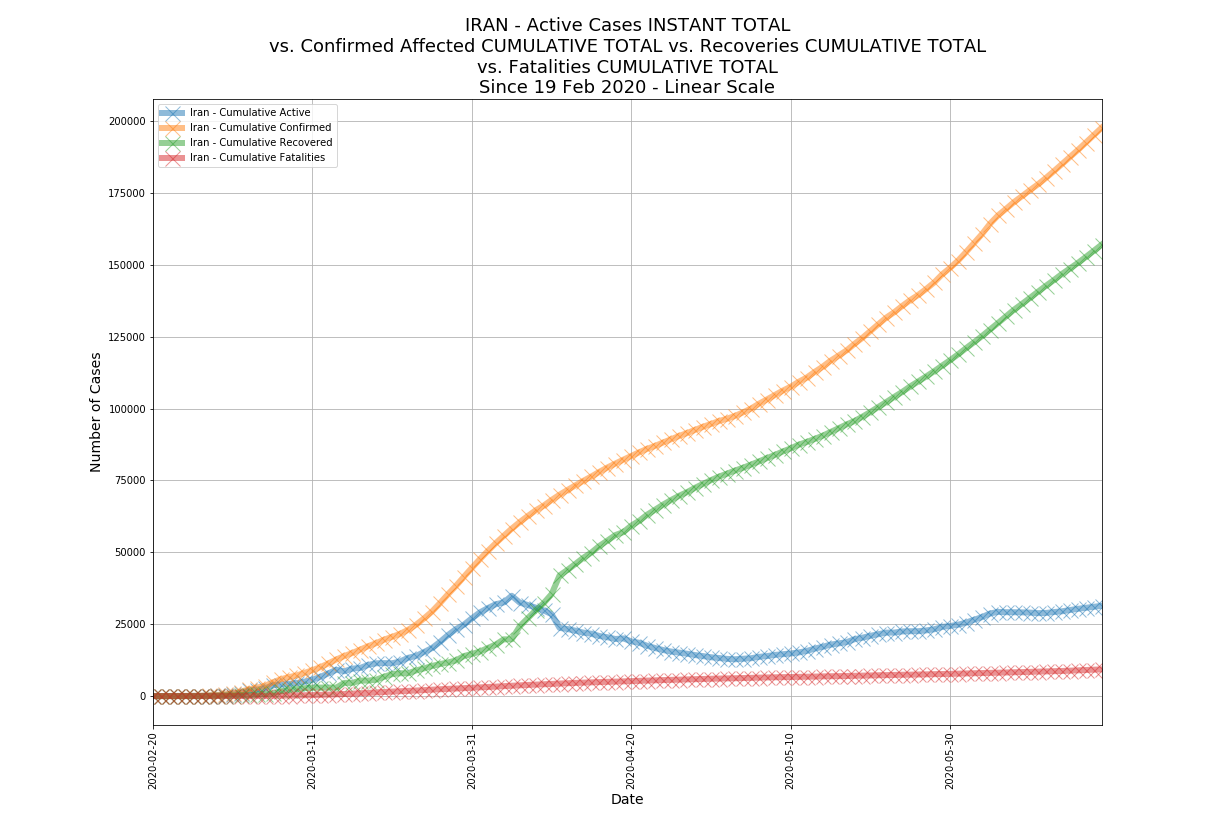 IRAN - Active Cases INSTANT TOTAL
vs. Confirmed Affected CUMULATIVE TOTAL vs. Recoveries CUMULATIVE TOTAL
vs. Fatalities CUMULATIVE TOTAL
Since 19 Feb 2020 - Linear Scale
Iran - Cumulative Active
Iran - Cumulative Confirmed
Iran - Cumulative Recovered
Iran - Cumulative Fatalities
Number of Cases
200000
175000
150000
125000
100000
75000
50000
25000
0
2020-02-20
2020-03-11
2020-03-31
2020-04-20
2020-05-10
2020-05-30
Date